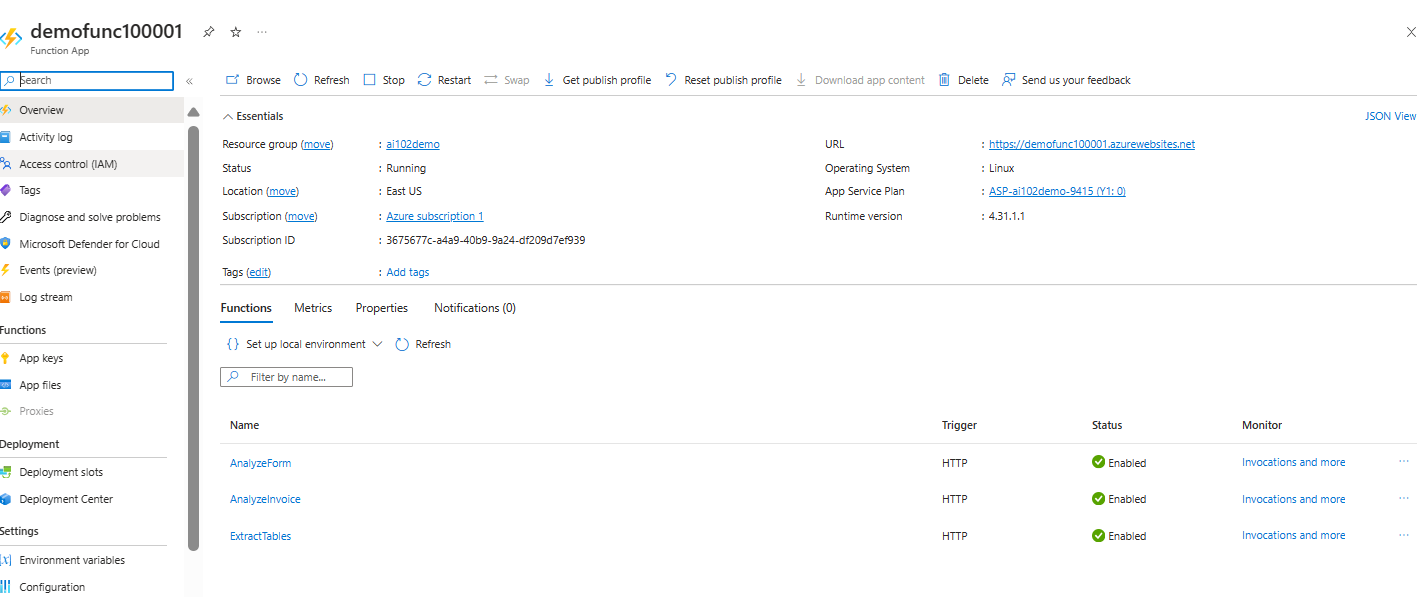 demofunc100001
Function App
Search
«
Browse Refresh Stop Restart Swap Get publish profile Reset publish profile Download app content Delete Send us your feedback
Overview
Activity log
Access control (IAM)
Tags
Diagnose and solve problems
Microsoft Defender for Cloud
Events (preview)
Log stream
Functions
App keys
App files
Proxies
Deployment
Deployment slots
Deployment Center
Settings
Environment variables
Configuration
Essentials
JSON View
Resource group (move) : ai102demo
Status : Running
Location (move) : East US
Subscription (move) : Azure subscription 1
Subscription ID : 3675677c-a4a9-40b9-9a24-df209d7ef939
Tags (edit) : Add tags
URL : https://demofunc100001.azurewebsites.net
Operating System : Linux
App Service Plan : ASP-ai102demo-9415 (Y1: 0)
Runtime version : 4.31.1.1
Functions Metrics Properties Notifications (0)
{} Set up local environment Refresh
Filter by name...
Name Trigger Status Monitor
AnalyzeForm HTTP Enabled Invocations and more ...
AnalyzeInvoice HTTP Enabled Invocations and more ...
ExtractTables HTTP Enabled Invocations and more ...